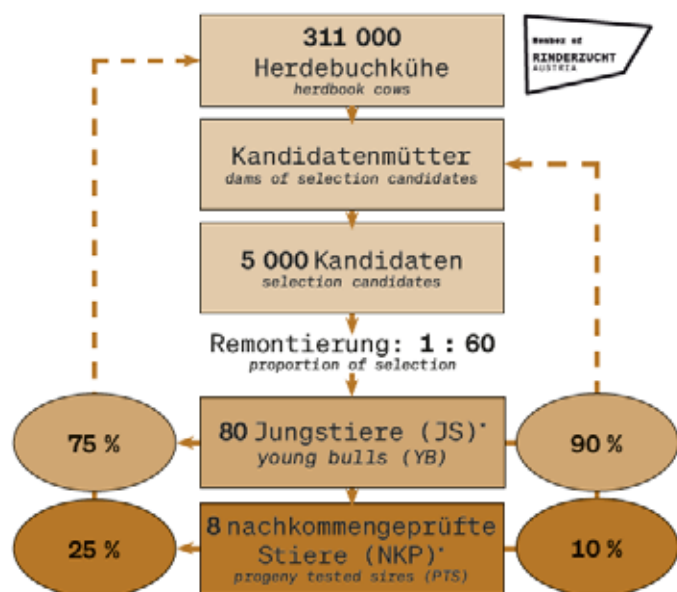 311 000
Herdebuchkühe
herdbook cows
Member of
RINDERZUCHT
AUSTRIA
Kandidatenmütter
dams of selection candidates
5 000 Kandidaten
selection candidates
Remontierung: 1 : 60
proportion of selection
75 %
80 Jungstiere (JS)*
young bulls (YB)
90 %
25 %
8 nachkommengeprüfte
Stiere (NKP)*
progeny tested sires (PTS)
10 %